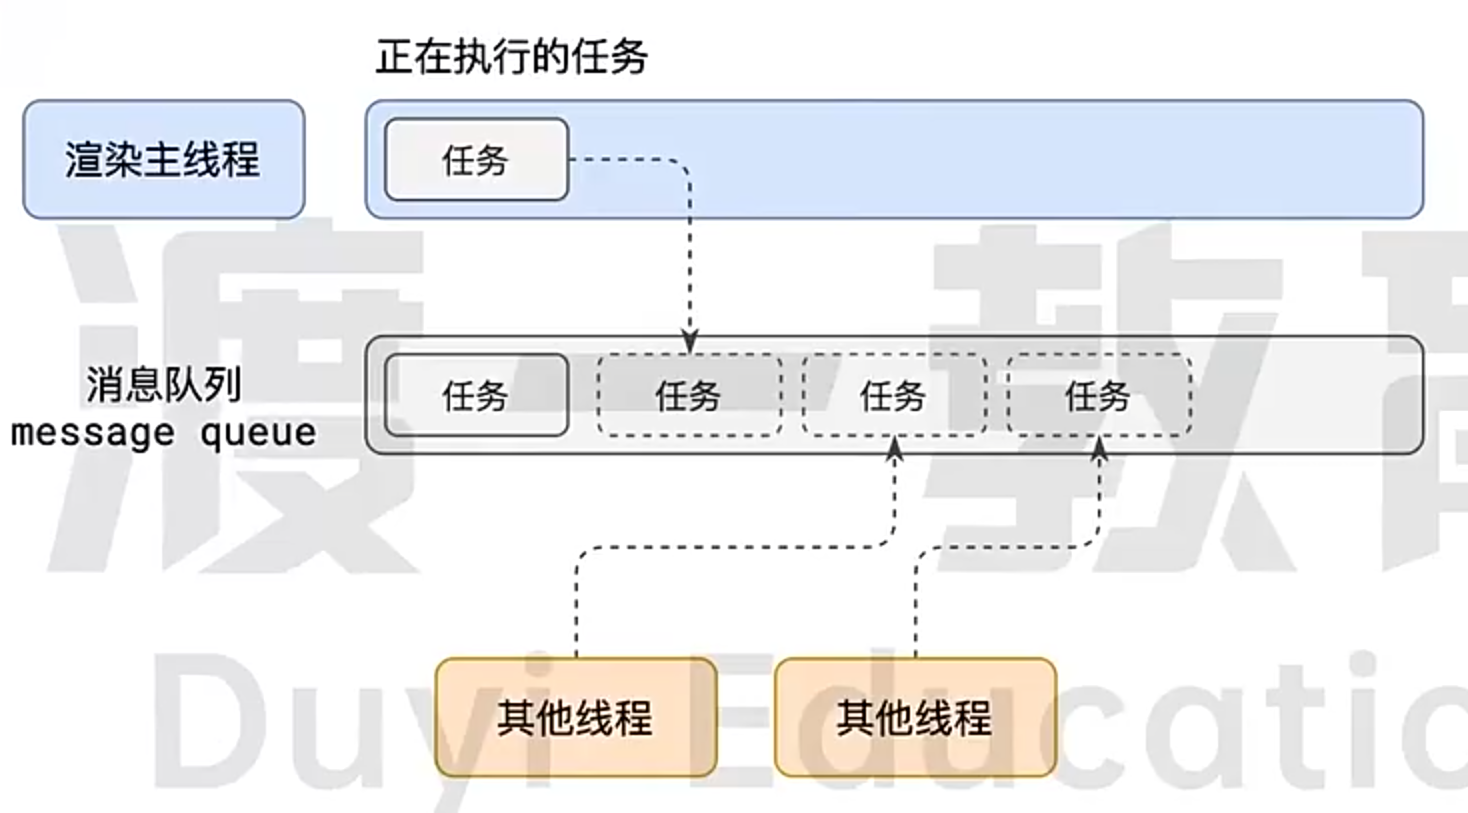 正在执行的任务
渲染主线程
任务
消息队列
message queue
任务
任务
任务
任务
其他线程
其他线程
渡一教育
Duyi Educatio